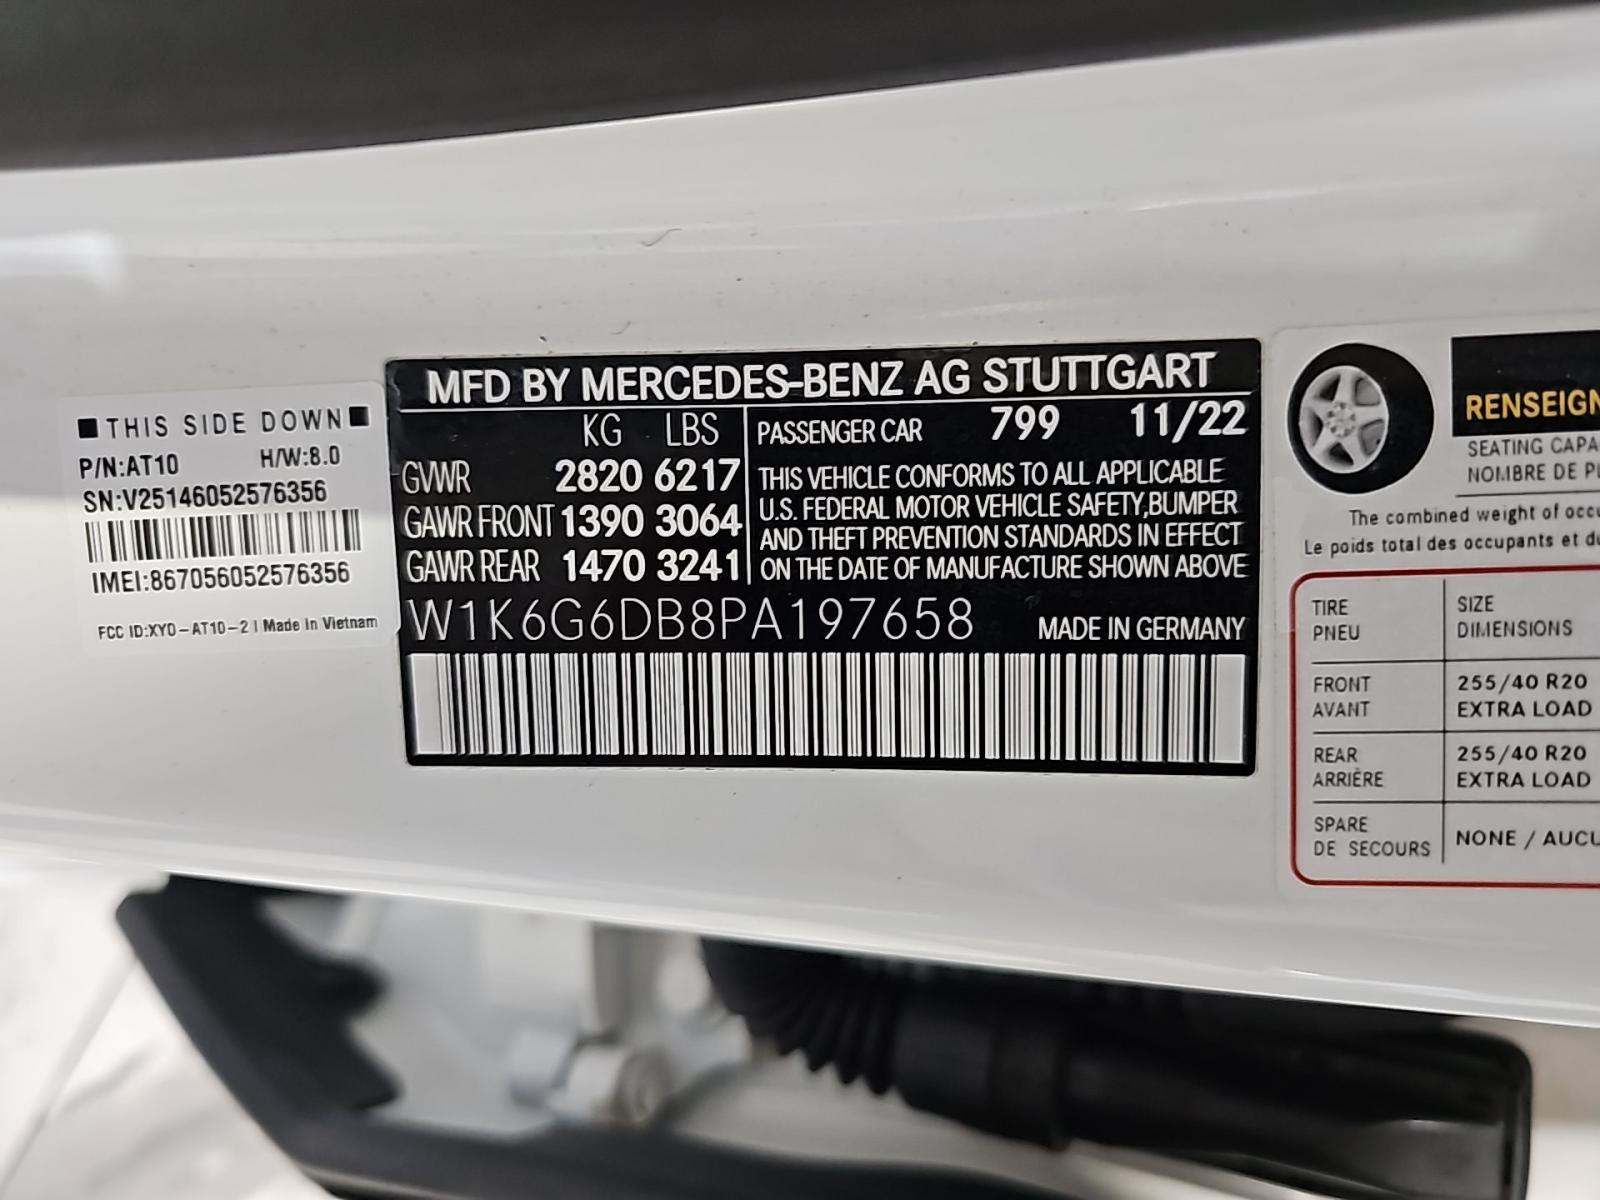 ■ THIS SIDE DOWN ■
P/N:AT10 H/W:8.0
SN:V25146052576356
IMEI:867056052576356
FCC ID:XYO-AT10-2 I Made in Vietnam
MFD BY MERCEDES-BENZ AG STUTTGART
KG LBS
GVWR 2820 6217
GAWR FRONT 1390 3064
GAWR REAR 1470 3241
PASSENGER CAR 799 11/22
THIS VEHICLE CONFORMS TO ALL APPLICABLE
U.S. FEDERAL MOTOR VEHICLE SAFETY,BUMPER
AND THEFT PREVENTION STANDARDS IN EFFECT
ON THE DATE OF MANUFACTURE SHOWN ABOVE
W1K6G6DB8PA197658 MADE IN GERMANY
RENSEIGN
SEATING CAPA
NOMBRE DE PL
The combined weight of occu
Le poids total des occupants et du
TIRE SIZE
PNEU DIMENSIONS
FRONT 255/40 R20
AVANT EXTRA LOAD
REAR 255/40 R20
ARRIÈRE EXTRA LOAD
SPARE
DE SECOURS NONE / AUCU